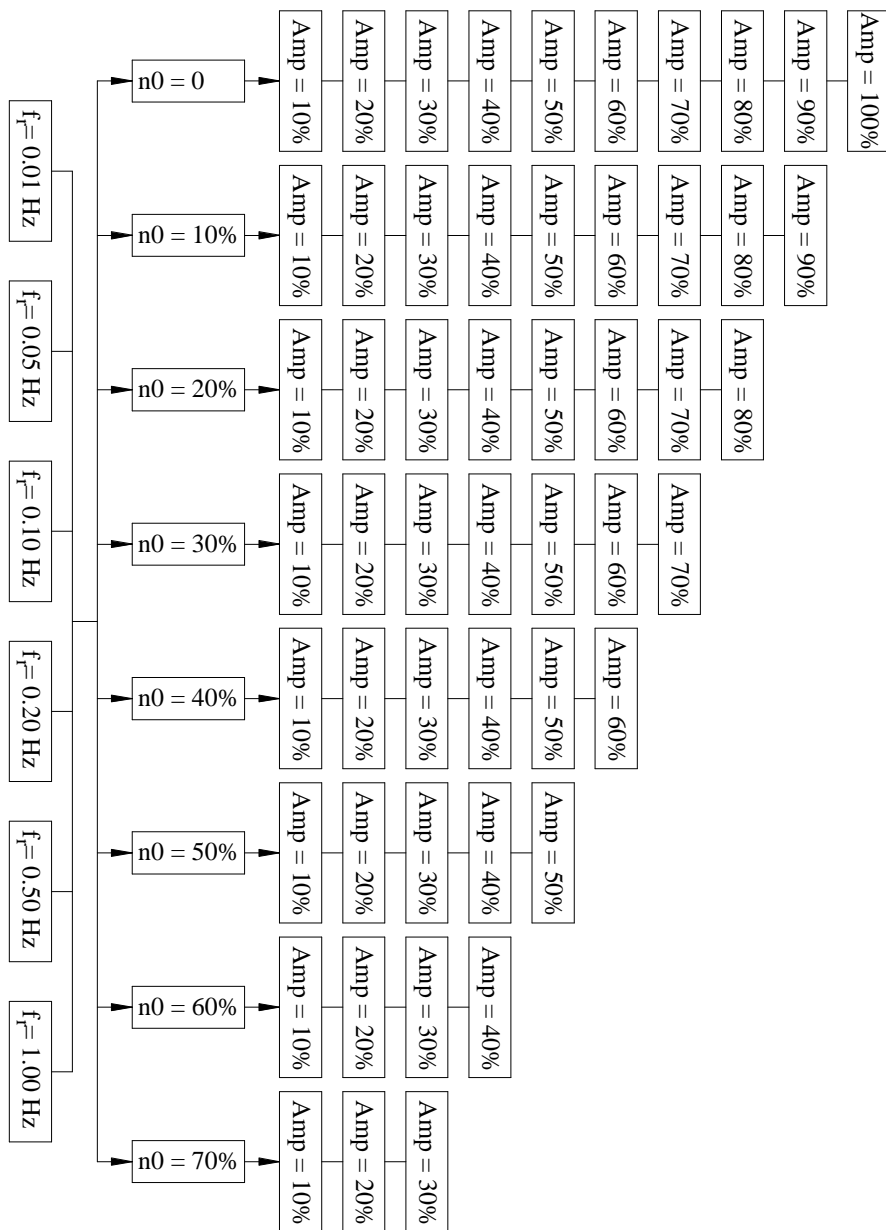 f_r= 0.01 Hz
f_r= 0.05 Hz
f_r= 0.10 Hz
f_r= 0.20 Hz
f_r= 0.50 Hz
f_r= 1.00 Hz
n0 = 0
Amp = 10%
Amp = 20%
Amp = 30%
Amp = 40%
Amp = 50%
Amp = 60%
Amp = 70%
Amp = 80%
Amp = 90%
Amp = 100%
n0 = 10%
Amp = 10%
Amp = 20%
Amp = 30%
Amp = 40%
Amp = 50%
Amp = 60%
Amp = 70%
Amp = 80%
Amp = 90%
n0 = 20%
Amp = 10%
Amp = 20%
Amp = 30%
Amp = 40%
Amp = 50%
Amp = 60%
Amp = 70%
Amp = 80%
n0 = 30%
Amp = 10%
Amp = 20%
Amp = 30%
Amp = 40%
Amp = 50%
Amp = 60%
Amp = 70%
n0 = 40%
Amp = 10%
Amp = 20%
Amp = 30%
Amp = 40%
Amp = 50%
Amp = 60%
n0 = 50%
Amp = 10%
Amp = 20%
Amp = 30%
Amp = 40%
Amp = 50%
n0 = 60%
Amp = 10%
Amp = 20%
Amp = 30%
Amp = 40%
n0 = 70%
Amp = 10%
Amp = 20%
Amp = 30%